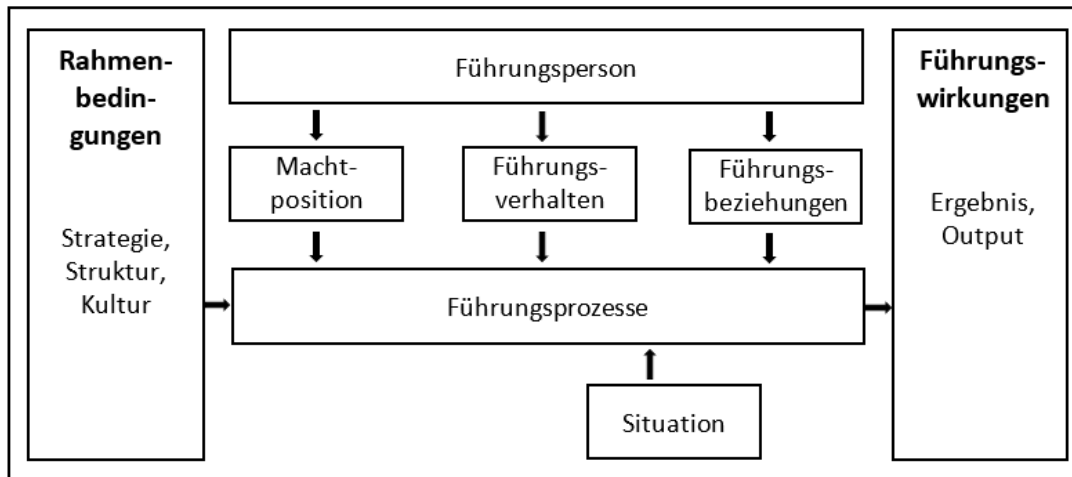 Rahmen-
bedin-
gungen
Strategie,
Struktur,
Kultur
Führungsperson
Macht-
position
Führungs-
verhalten
Führungs-
beziehungen
Führungsprozesse
Situation
Führungs-
wirkungen
Ergebnis,
Output